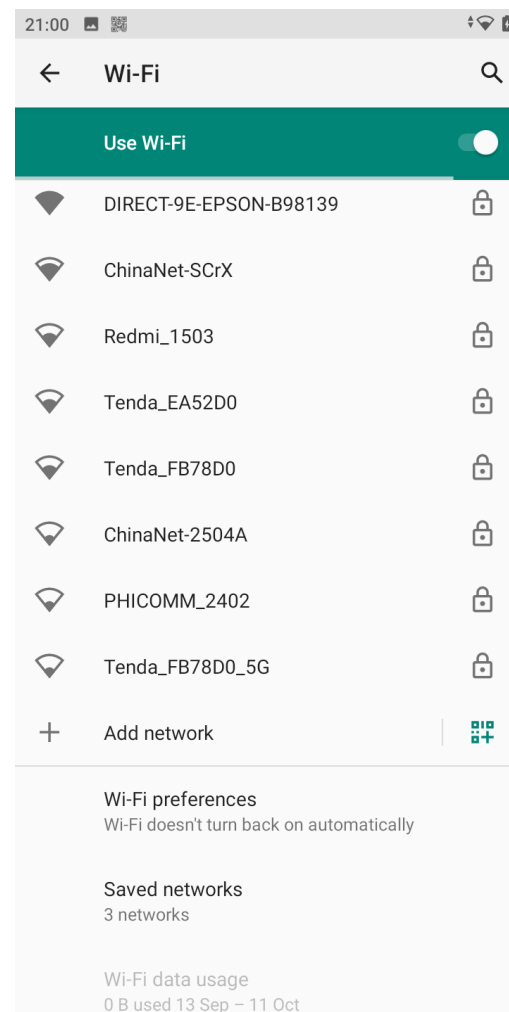 21:00
Wi-Fi
Use Wi-Fi
DIRECT-9E-EPSON-B98139
ChinaNet-SCrX
Redmi_1503
Tenda_EA52D0
Tenda_FB78D0
ChinaNet-2504A
PHICOMM_2402
Tenda_FB78D0_5G
Add network
Wi-Fi preferences
Wi-Fi doesn't turn back on automatically
Saved networks
3 networks
Wi-Fi data usage
0 B used 13 Sep – 11 Oct